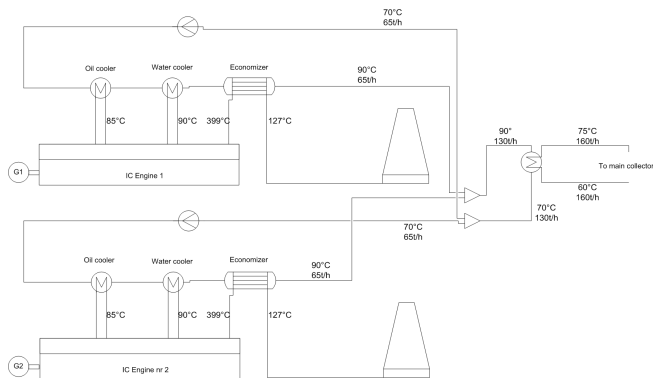 70°C
65t/h
Oil cooler
Water cooler
Economizer
90°C
65t/h
85°C
90°C
399°C
127°C
90°
130t/h
75°C
160t/h
To main collector
G1
IC Engine 1
60°C
160t/h
70°C
130t/h
70°C
65t/h
Oil cooler
Water cooler
Economizer
90°C
65t/h
85°C
90°C
399°C
127°C
G2
IC Engine nr 2